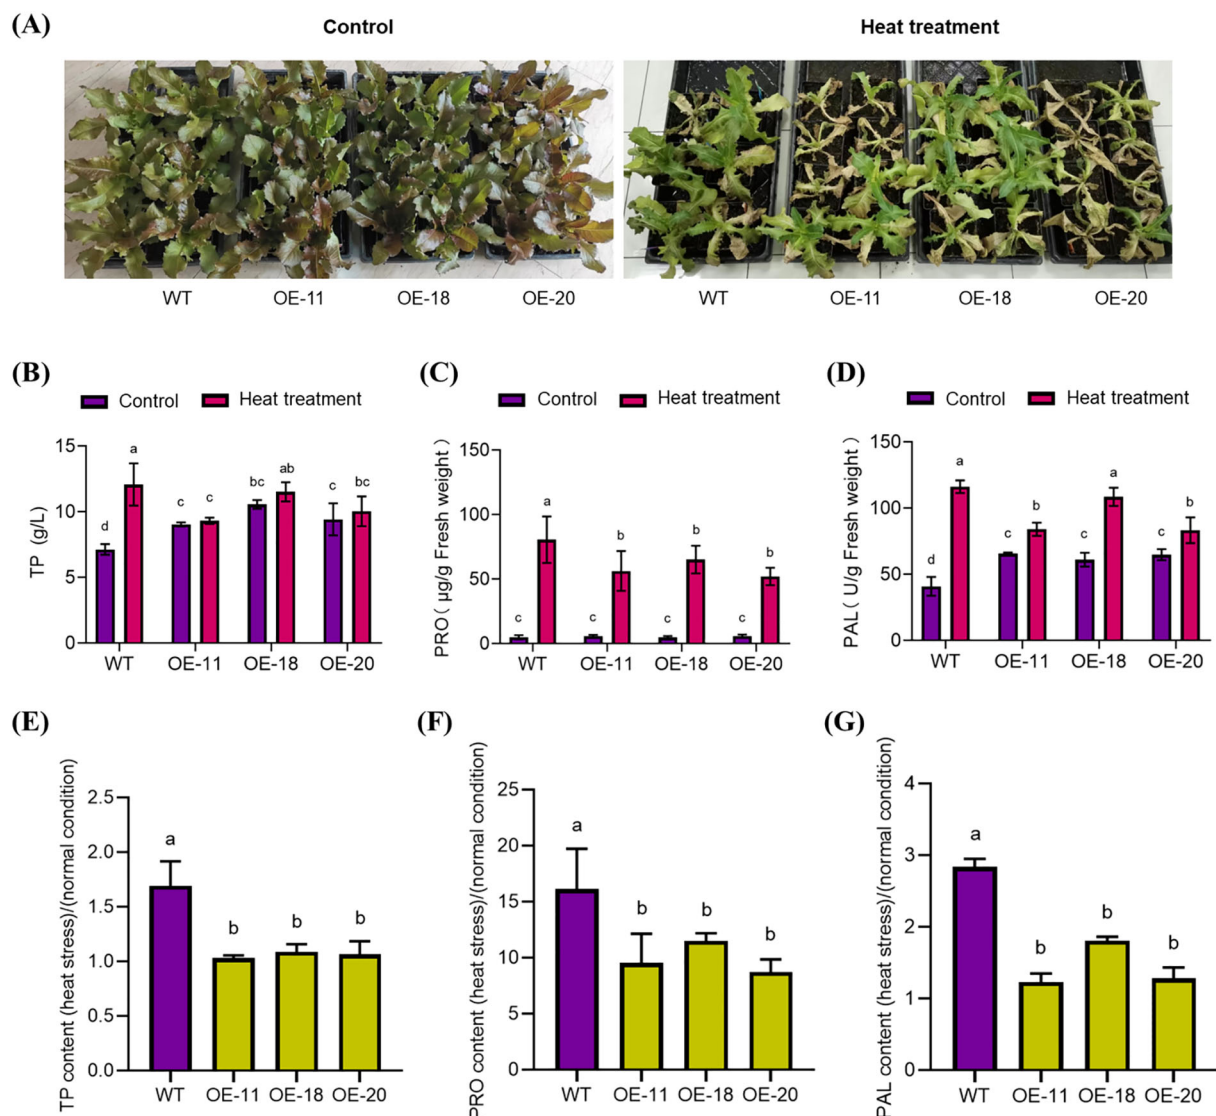 (A)
Control
Heat treatment
WT OE-11 OE-18 OE-20
WT OE-11 OE-18 OE-20
(B)
Control Heat treatment
TP (g/L)
15
10
5
0
d a c c bc ab c bc
WT OE-11 OE-18 OE-20
(C)
Control Heat treatment
PRO( μg/g Fresh weight )
150
100
50
0
c a c b c b c b
WT OE-11 OE-18 OE-20
(D)
Control Heat treatment
PAL( U/g Fresh weight )
150
100
50
0
d a c b c a c b
WT OE-11 OE-18 OE-20
(E)
TP content (heat stress)/(normal condition)
2.5
2.0
1.5
1.0
0.5
0.0
a b b b
WT OE-11 OE-18 OE-20
(F)
PRO content (heat stress)/(normal condition)
25
20
15
10
5
0
a b b b
WT OE-11 OE-18 OE-20
(G)
PAL content (heat stress)/(normal condition)
4
3
2
1
0
a b b b
WT OE-11 OE-18 OE-20